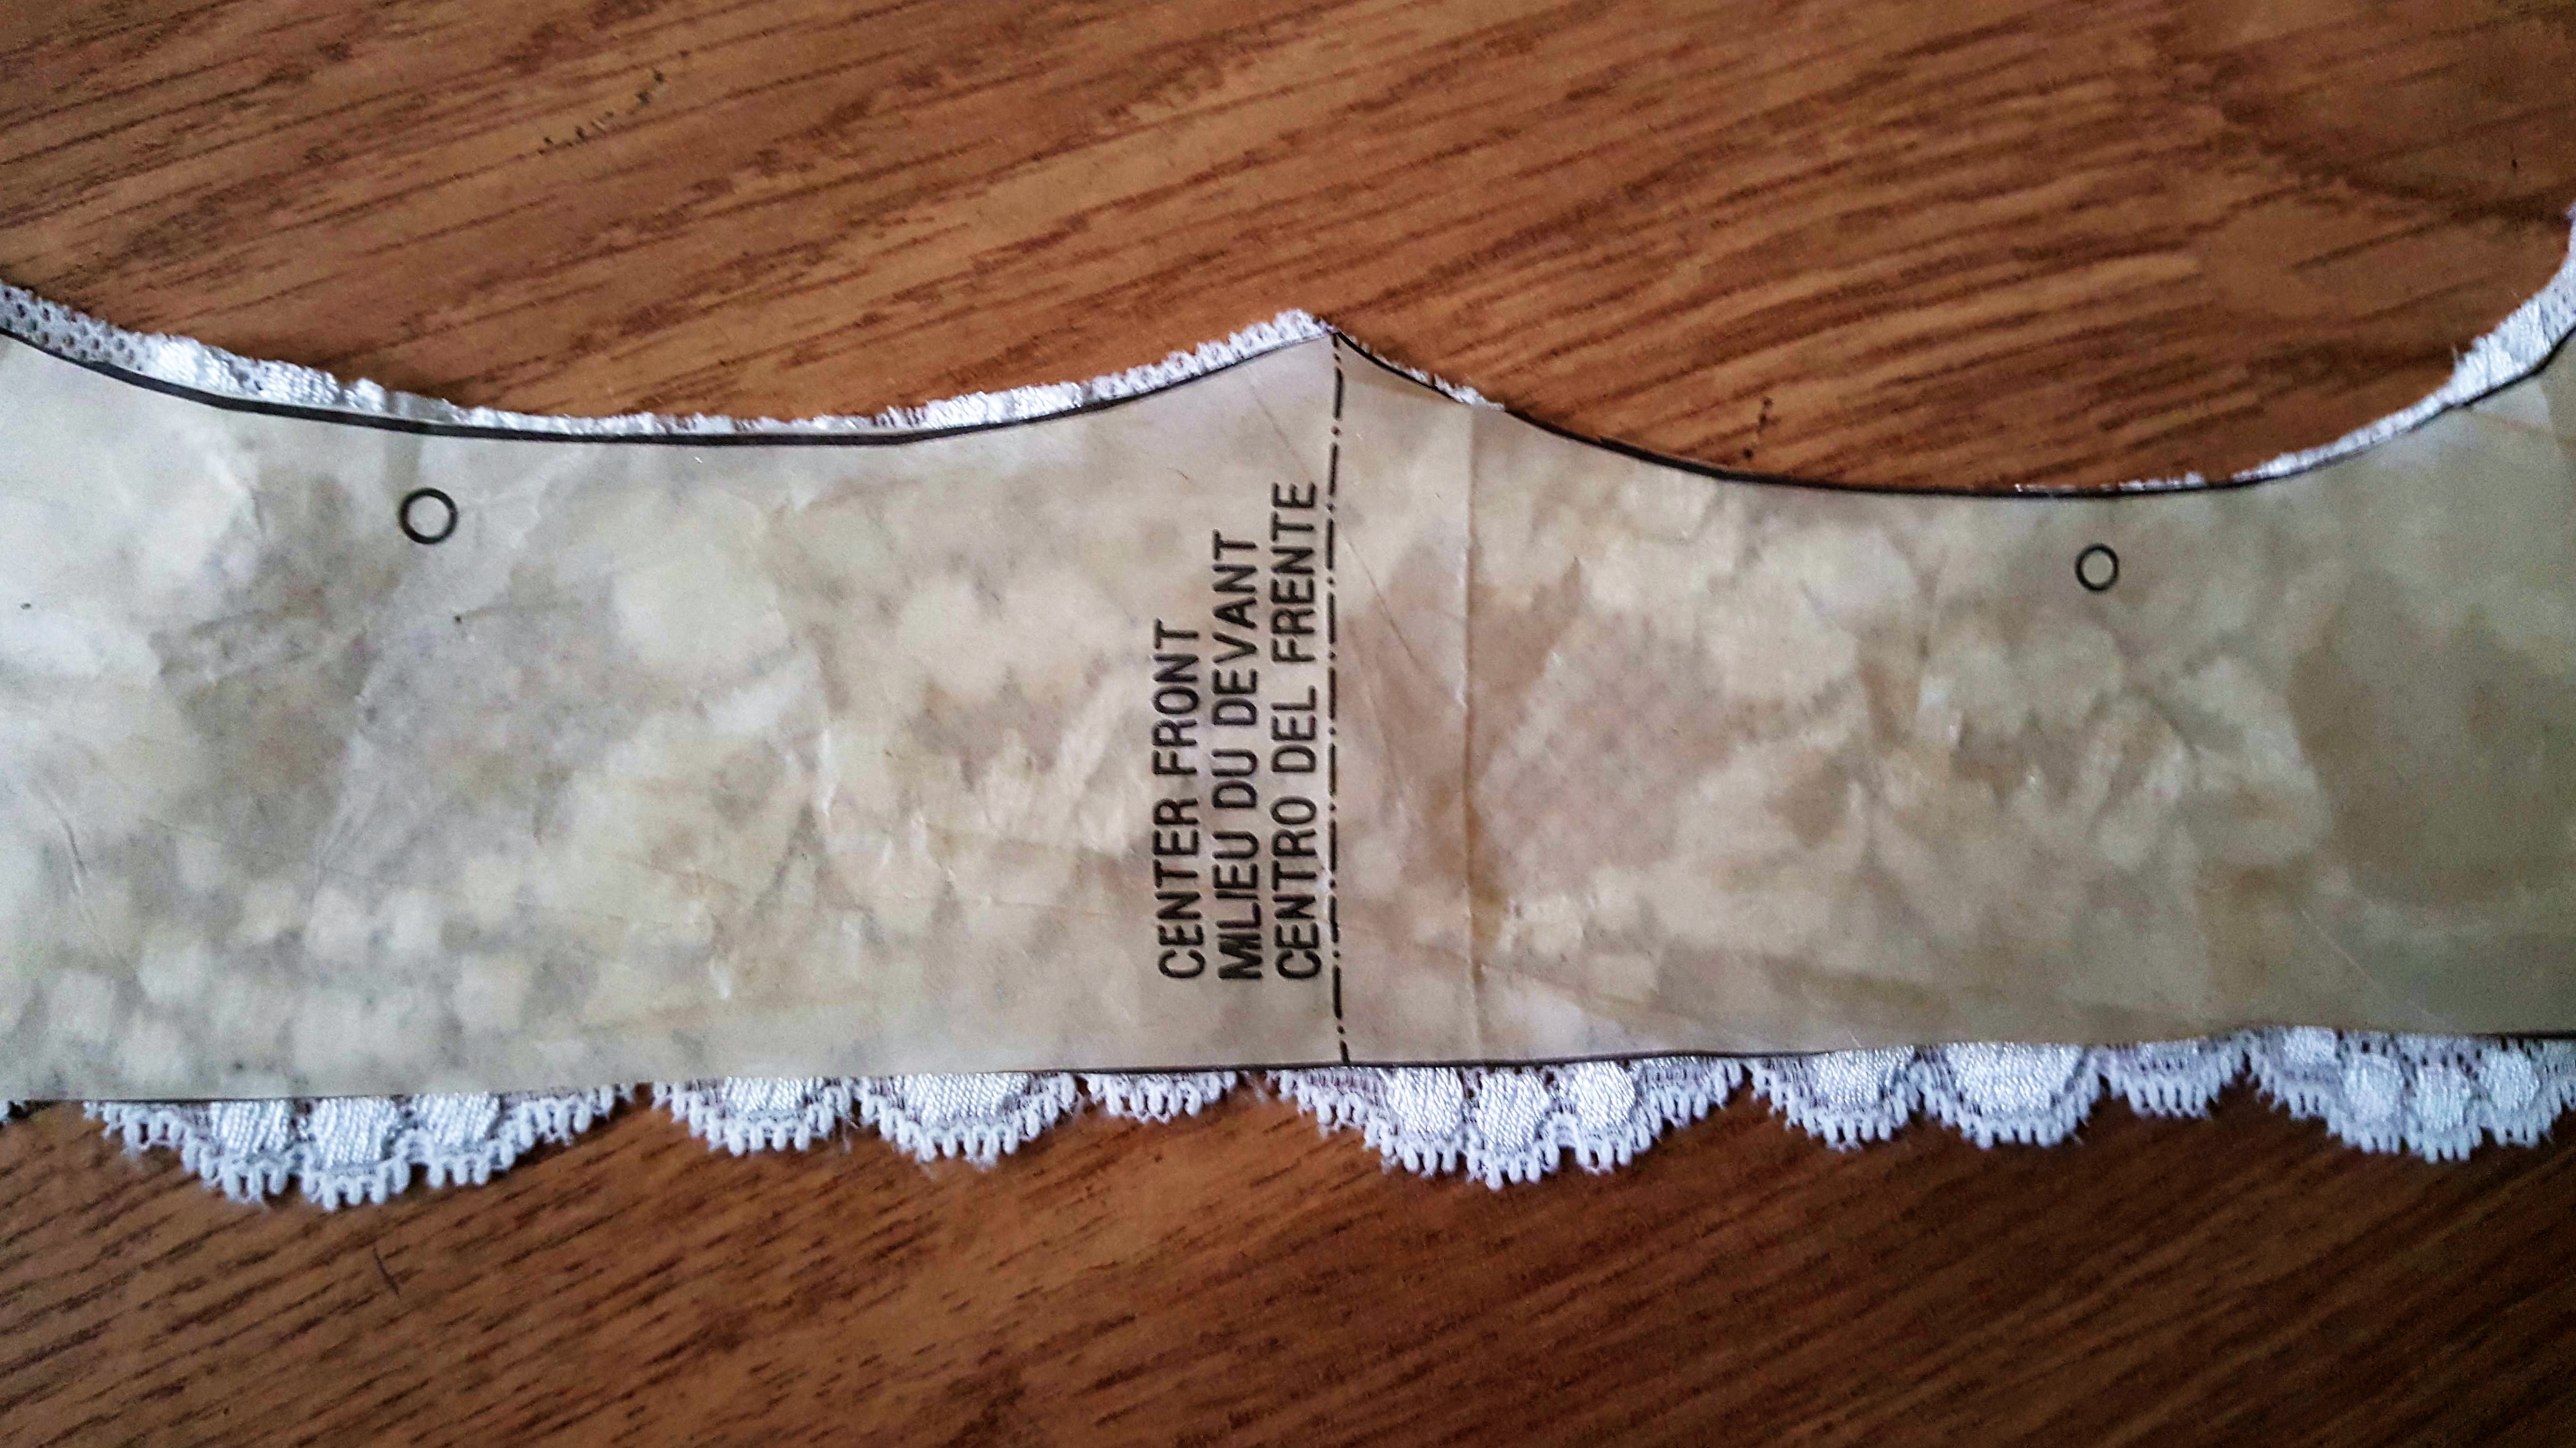 CENTER FRONT
MILIEU DU DEVANT
CENTRO DEL FRENTE